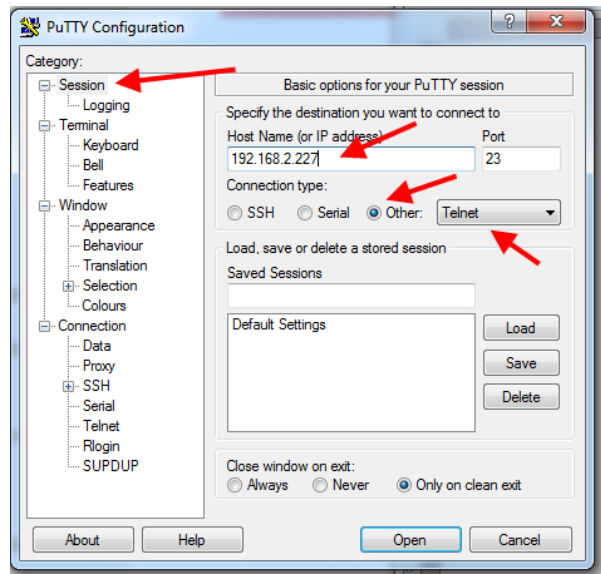 PuTTY Configuration
Category:
Session
Logging
Terminal
Keyboard
Bell
Features
Window
Appearance
Behaviour
Translation
Selection
Colours
Connection
Data
Proxy
SSH
Serial
Telnet
Rlogin
SUPDUP
Basic options for your PuTTY session
Specify the destination you want to connect to
Host Name (or IP address) Port
192.168.2.227 23
Connection type:
SSH Serial Other: Telnet
Load, save or delete a stored session
Saved Sessions
Default Settings
Load
Save
Delete
Close window on exit:
Always Never Only on clean exit
About Help Open Cancel